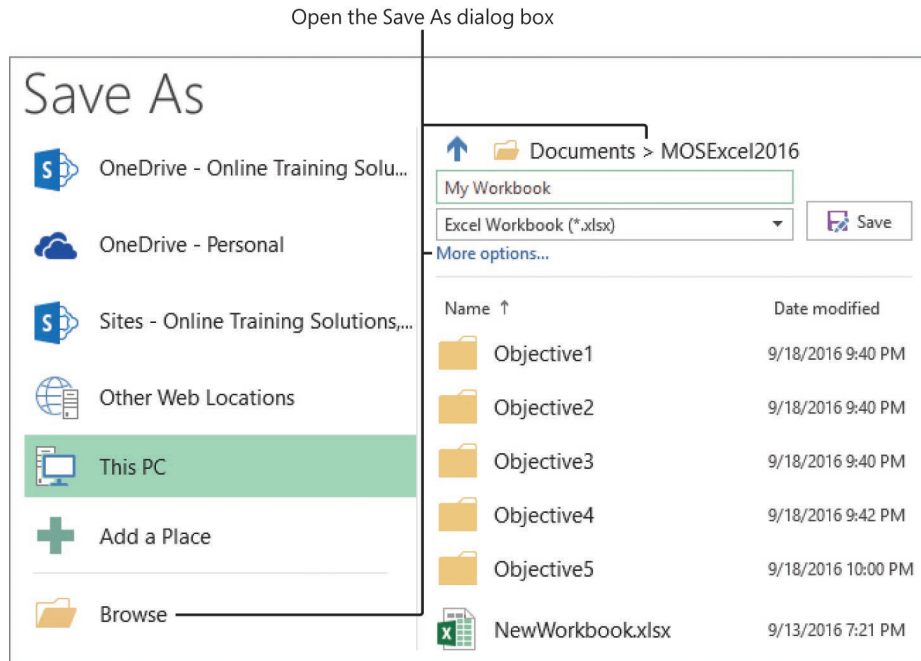 Open the Save As dialog box
Save As
OneDrive - Online Training Solu...
OneDrive - Personal
Sites - Online Training Solutions,...
Other Web Locations
This PC
Add a Place
Browse
Documents > MOSExcel2016
My Workbook
Excel Workbook (*.xlsx)
Save
More options...
Name ↑ Date modified
Objective1 9/18/2016 9:40 PM
Objective2 9/18/2016 9:40 PM
Objective3 9/18/2016 9:40 PM
Objective4 9/18/2016 9:42 PM
Objective5 9/18/2016 10:00 PM
NewWorkbook.xlsx 9/13/2016 7:21 PM